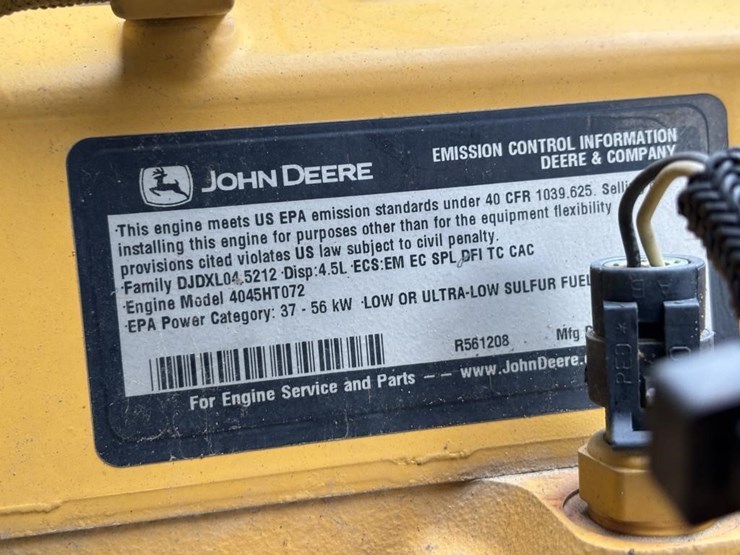 JOHN DEERE
EMISSION CONTROL INFORMATION
DEERE & COMPANY
·This engine meets US EPA emission standards under 40 CFR 1039.625.
installing this engine for purposes other than for the equipment flexibility
provisions cited violates US law subject to civil penalty.
·Family DJDXL04.5212 ·Disp:4.5L ·ECS:EM EC SPL DFI TC CAC
·Engine Model 4045HT072
·EPA Power Category: 37 - 56 kW ·LOW OR ULTRA-LOW SULFUR FUEL
R561208 Mfg
For Engine Service and Parts -- www.JohnDeere.
PED